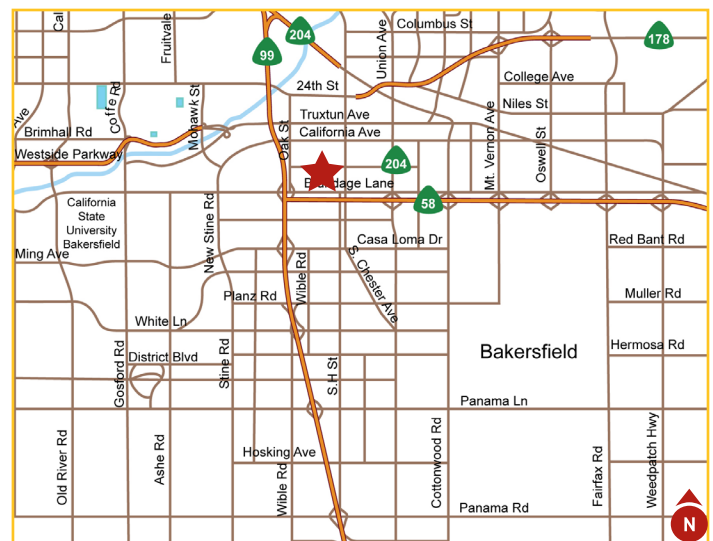 Columbus St
204
178
99
Cal
Fruitvale
Union Ave
College Ave
24th St
Niles St
Coffe Rd
Mohawk St
Ave
Truxtun Ave
Brimhall Rd
California Ave
Oak St
Mt. Vernon Ave
Oswell St
Westside Parkway
204
Brundage Lane
58
California
State
University
Bakersfield
New Stine Rd
Casa Loma Dr
Red Bant Rd
Ming Ave
Wible Rd
S. Chester Ave
Planz Rd
Muller Rd
White Ln
Hermosa Rd
Bakersfield
District Blvd
Gosford Rd
Stine Rd
S.H St
Panama Ln
Old River Rd
Ashe Rd
Hosking Ave
Wible Rd
Cottonwood Rd
Fairfax Rd
Weedpatch Hwy
Panama Rd
N